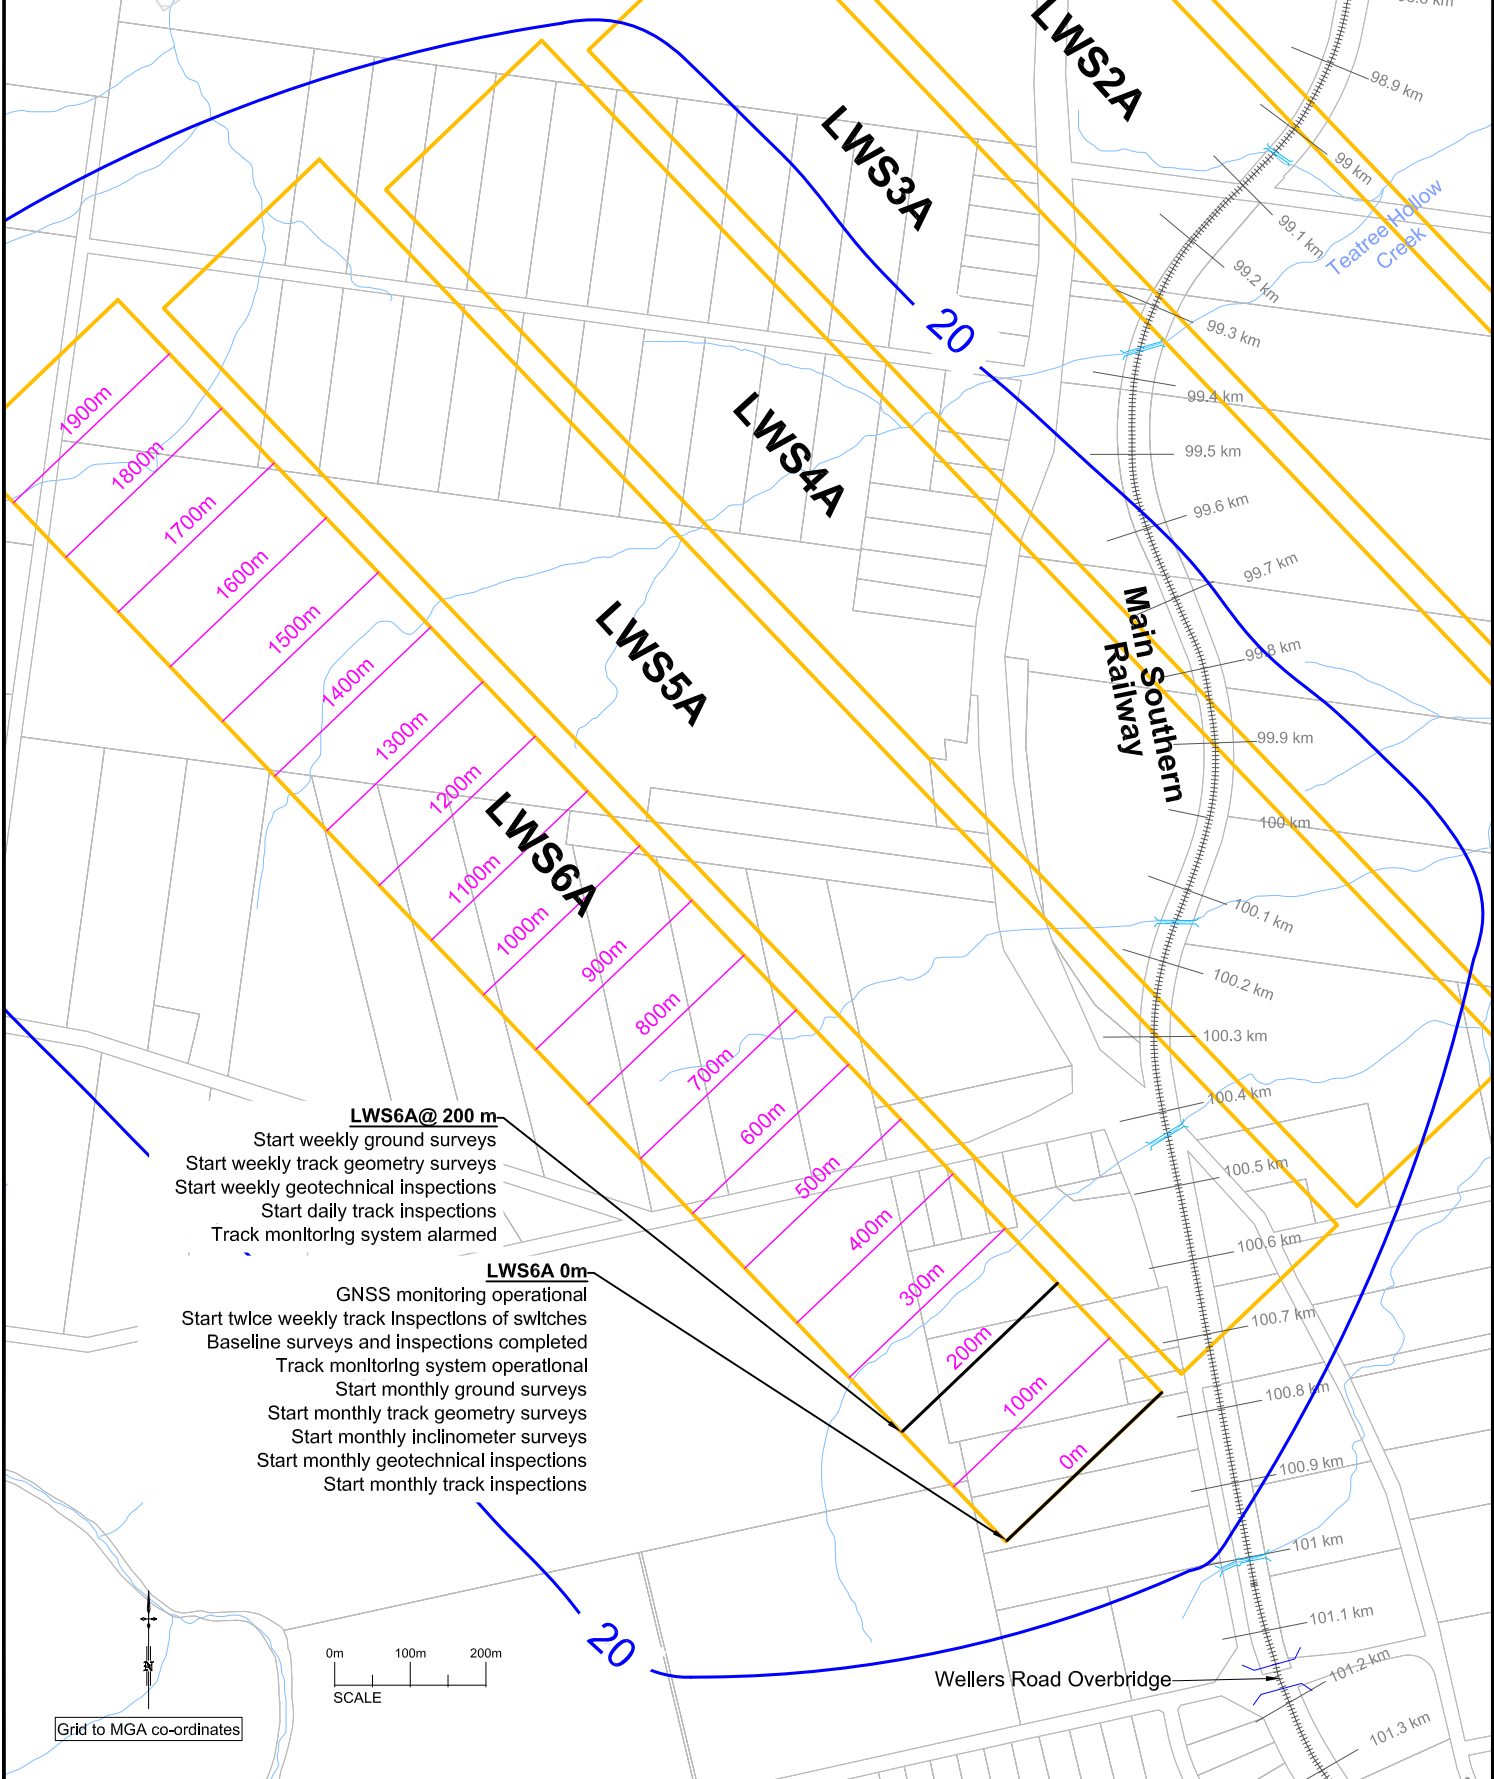 98.9 km
99 km
Teatree Hollow
Creek
99.1 km
99.2 km
99.3 km
99.4 km
99.5 km
99.6 km
99.7 km
99.8 km
99.9 km
100 km
100.1 km
100.2 km
100.3 km
100.4 km
100.5 km
100.6 km
100.7 km
100.8 km
100.9 km
101 km
101.1 km
101.2 km
101.3 km
LWS2A
LWS3A
LWS4A
LWS5A
LWS6A
20
20
Main Southern
Railway
1900m
1800m
1700m
1600m
1500m
1400m
1300m
1200m
1100m
1000m
900m
800m
700m
600m
500m
400m
300m
200m
100m
0m
LWS6A@ 200 m
Start weekly ground surveys
Start weekly track geometry surveys
Start weekly geotechnical inspections
Start daily track inspections
Track monitoring system alarmed
LWS6A 0m
GNSS monitoring operational
Start twice weekly track Inspections of switches
Baseline surveys and inspections completed
Track monitoring system operational
Start monthly ground surveys
Start monthly track geometry surveys
Start monthly inclinometer surveys
Start monthly geotechnical inspections
Start monthly track inspections
Wellers Road Overbridge
0m 100m 200m
SCALE
N
Grid to MGA co-ordinates